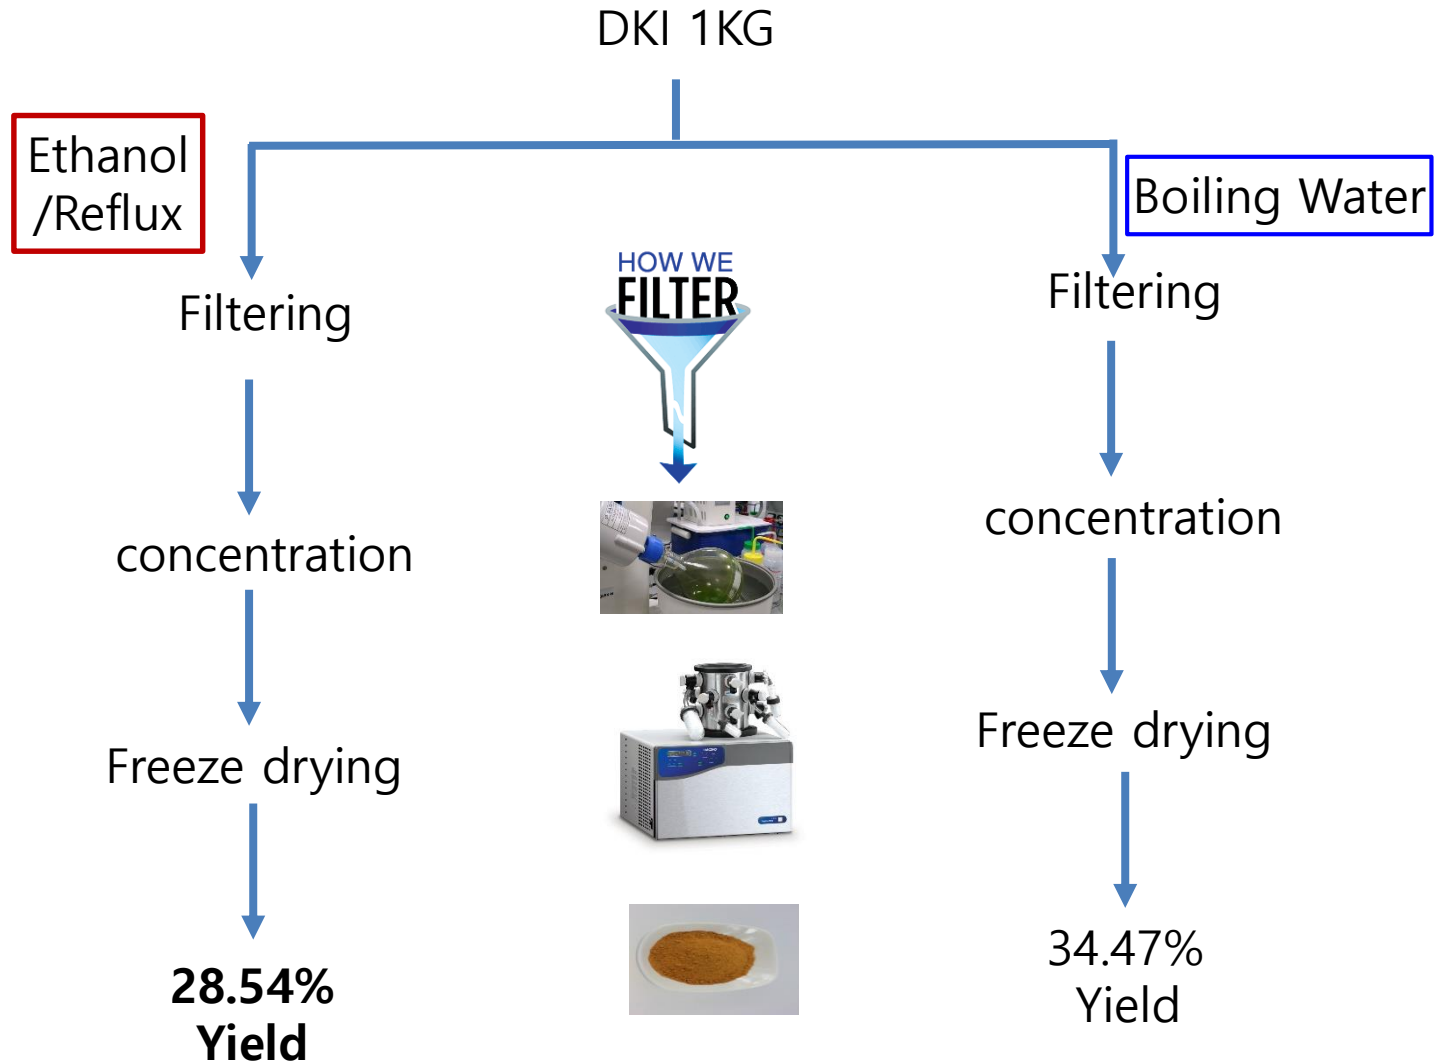 DKI 1KG
Ethanol
/Reflux
Boiling Water
Filtering
HOW WE
FILTER
Filtering
concentration
concentration
Freeze drying
Freeze drying
28.54%
Yield
34.47%
Yield